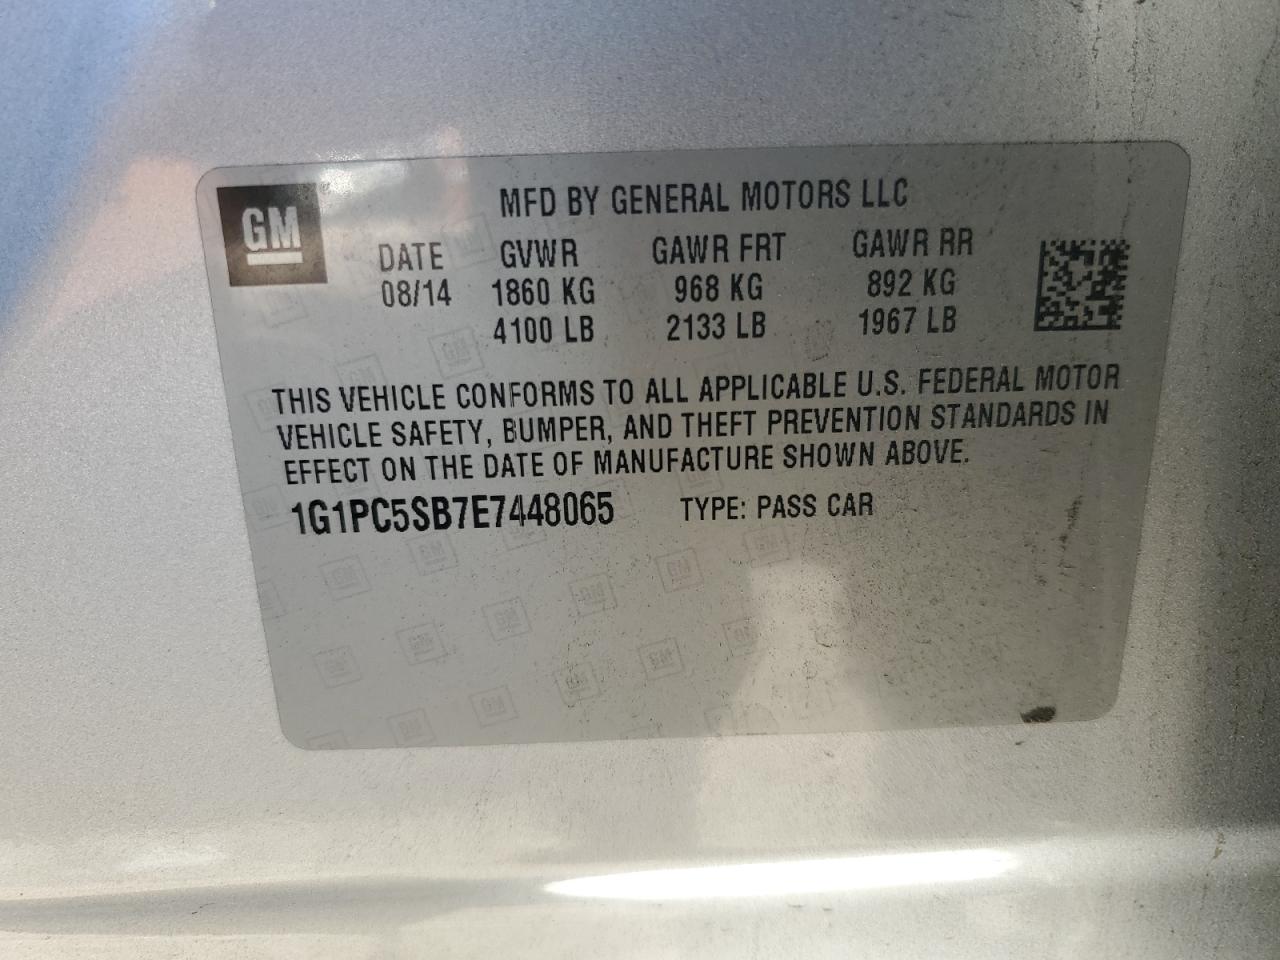 GM
MFD BY GENERAL MOTORS LLC
DATE GVWR GAWR FRT GAWR RR
08/14 1860 KG 968 KG 892 KG
4100 LB 2133 LB 1967 LB
THIS VEHICLE CONFORMS TO ALL APPLICABLE U.S. FEDERAL MOTOR
VEHICLE SAFETY, BUMPER, AND THEFT PREVENTION STANDARDS IN
EFFECT ON THE DATE OF MANUFACTURE SHOWN ABOVE.
1G1PC5SB7E7448065 TYPE: PASS CAR